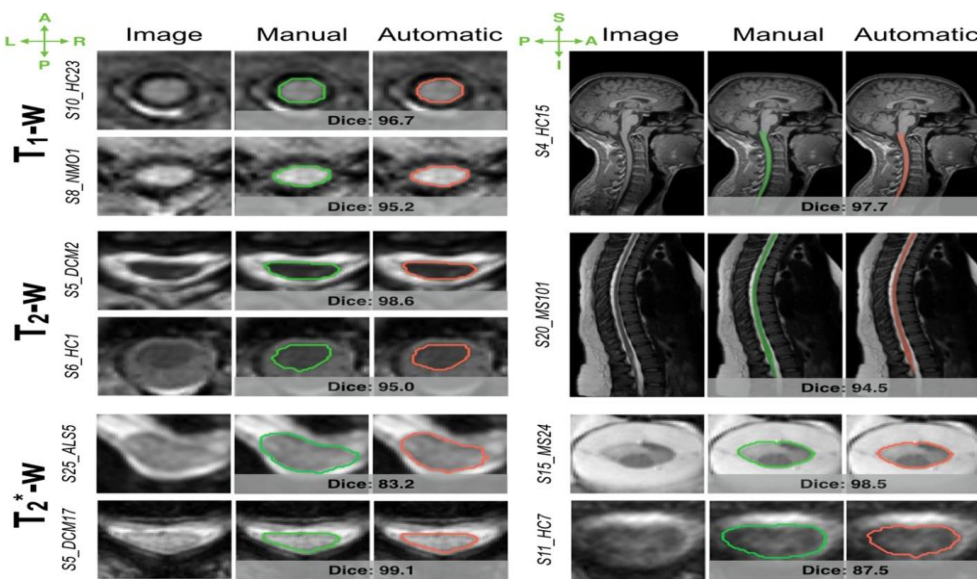 A
L R
P
Image Manual Automatic
S
P A
I
Image Manual Automatic
T1-w
S10_HC23
Dice: 96.7
S8_NMO1
Dice: 95.2
S4_HC15
Dice: 97.7
T2-w
S5_DCM2
Dice: 98.6
S6_HC1
Dice: 95.0
S20_MS101
Dice: 94.5
T2*-w
S25_ALS5
Dice: 83.2
S5_DCM17
Dice: 99.1
S15_MS24
Dice: 98.5
S11_HC7
Dice: 87.5